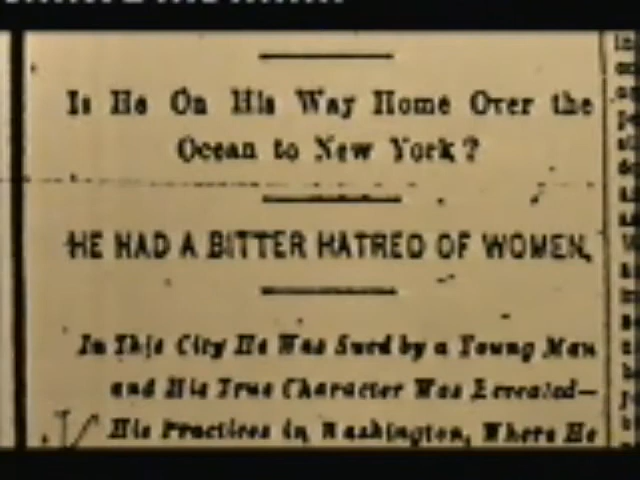 Is He On His Way Home Over the
Ocean to New York?
HE HAD A BITTER HATRED OF WOMEN.
In This City He Was Sued by a Young Man
and His True Character Was Revealed—
His Practices in Washington, Where He